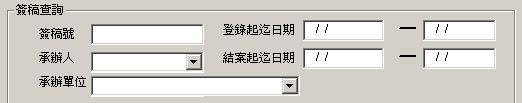 簽稿查詢
簽稿號 登錄起迄日期 / / — / /
承辦人 結案起迄日期 / / — / /
承辦單位